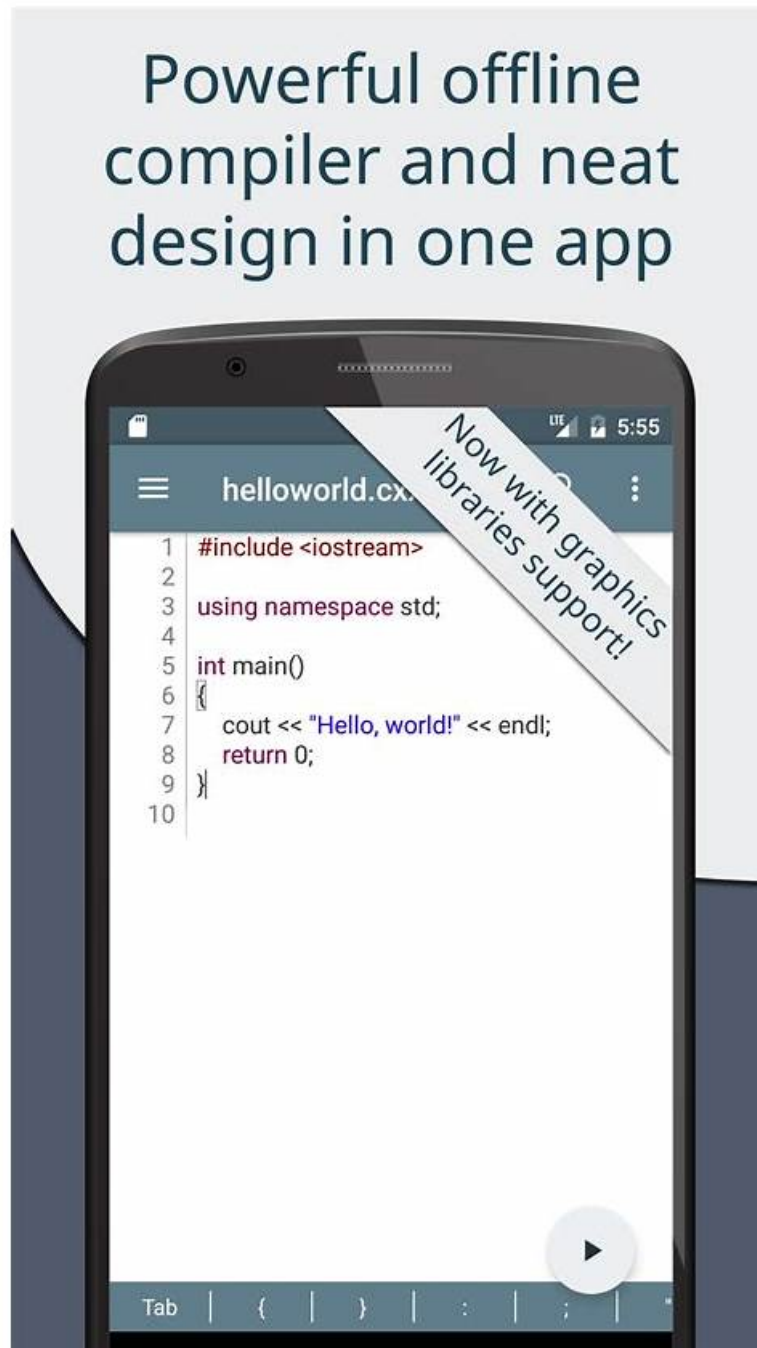 Powerful offline
compiler and neat
design in one app
LTE 5:55
Now with graphics
libraries support!
helloworld.cx
1 #include <iostream>
2
3 using namespace std;
4
5 int main()
6 {
7 cout << "Hello, world!" << endl;
8 return 0;
9 }
10
Tab | { | } | : | ; | "